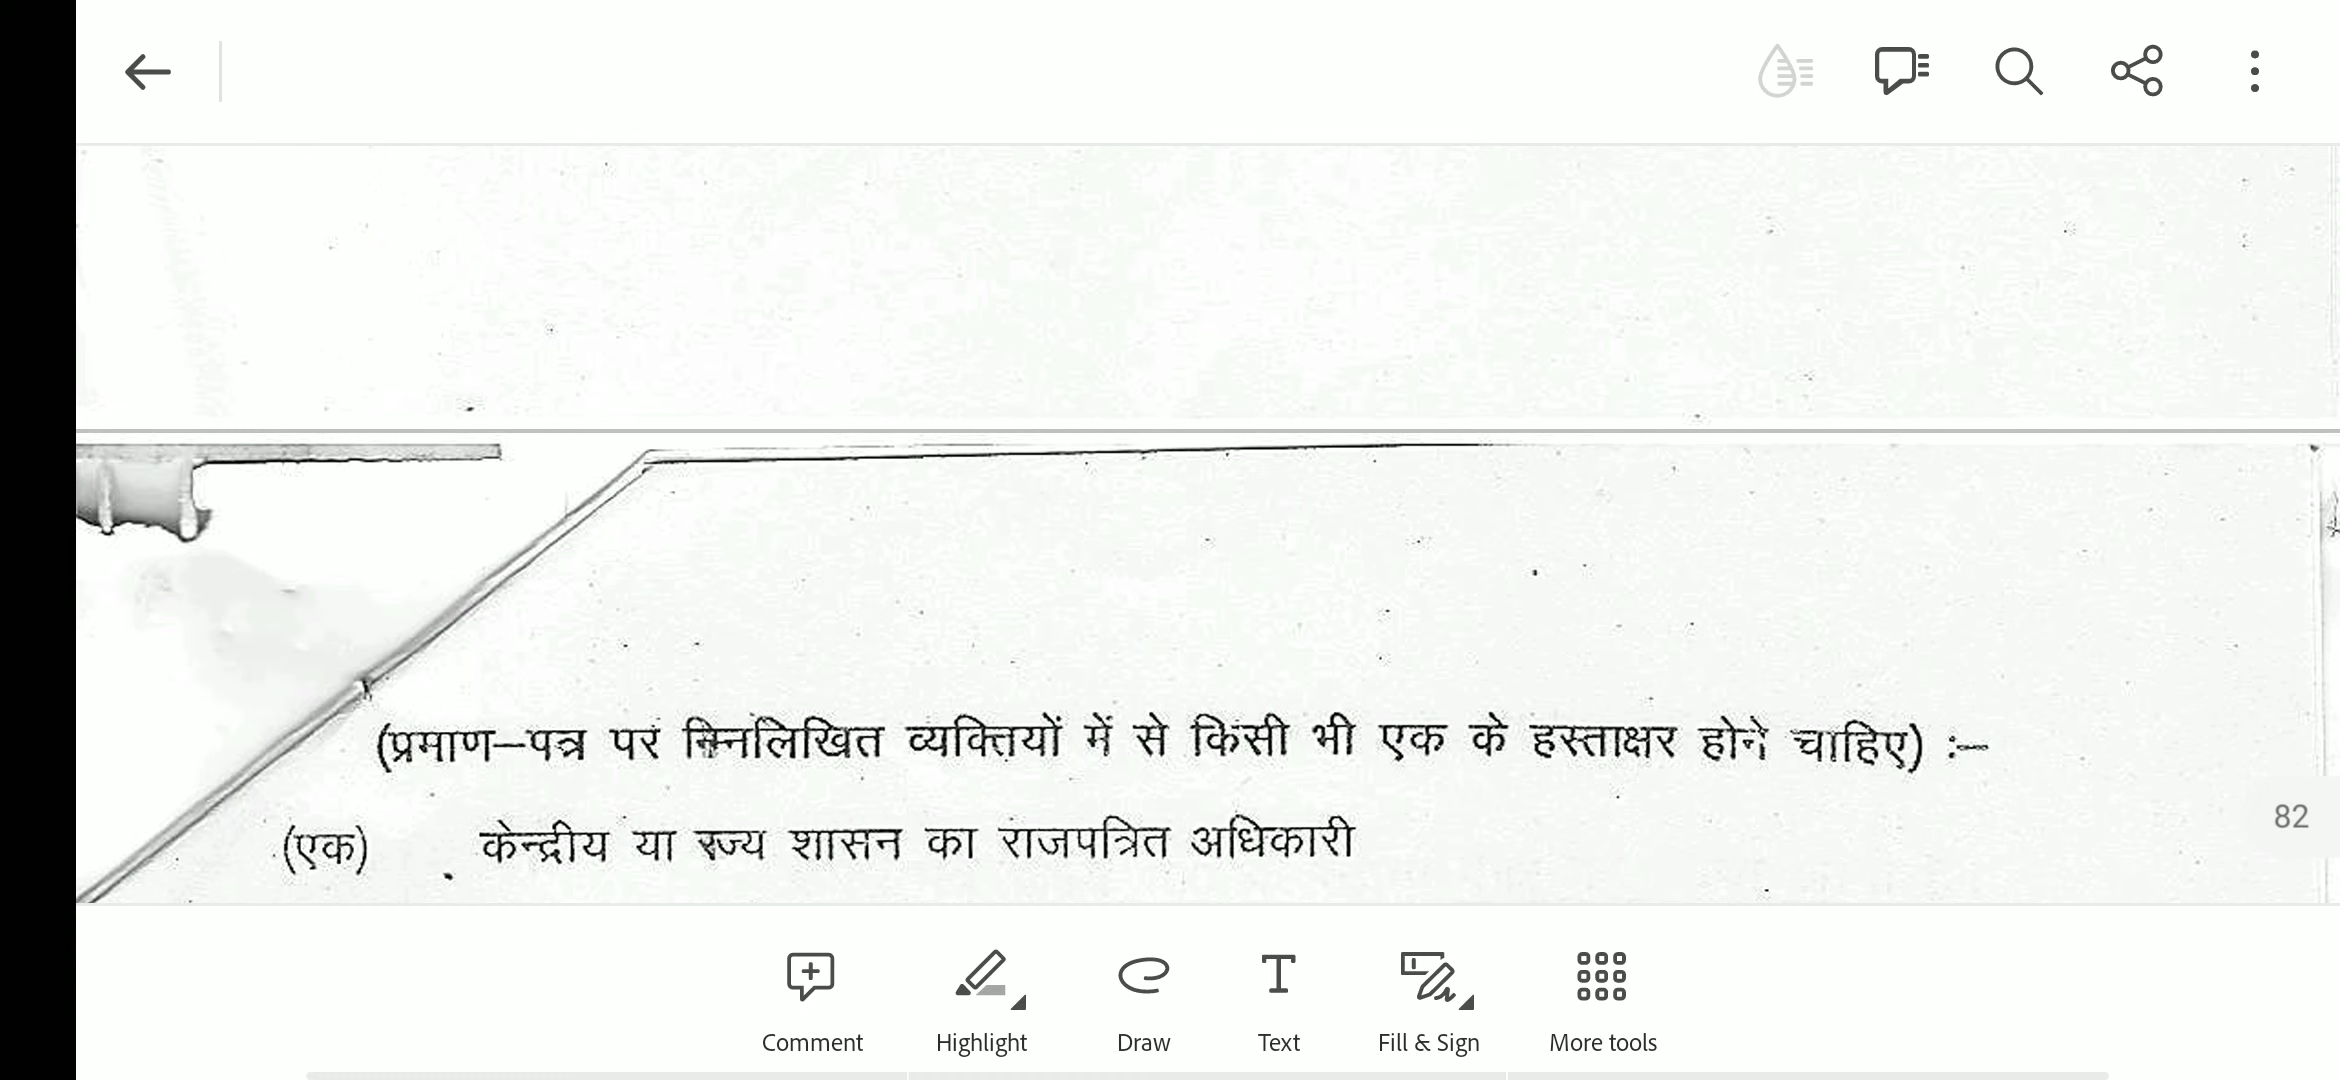 (प्रमाण–पत्र पर निम्नलिखित व्यक्तियों में से किसी भी एक के हस्ताक्षर होने चाहिए) :–
(एक) केन्द्रीय या राज्य शासन का राजपत्रित अधिकारी
82
Comment Highlight Draw Text Fill & Sign More tools